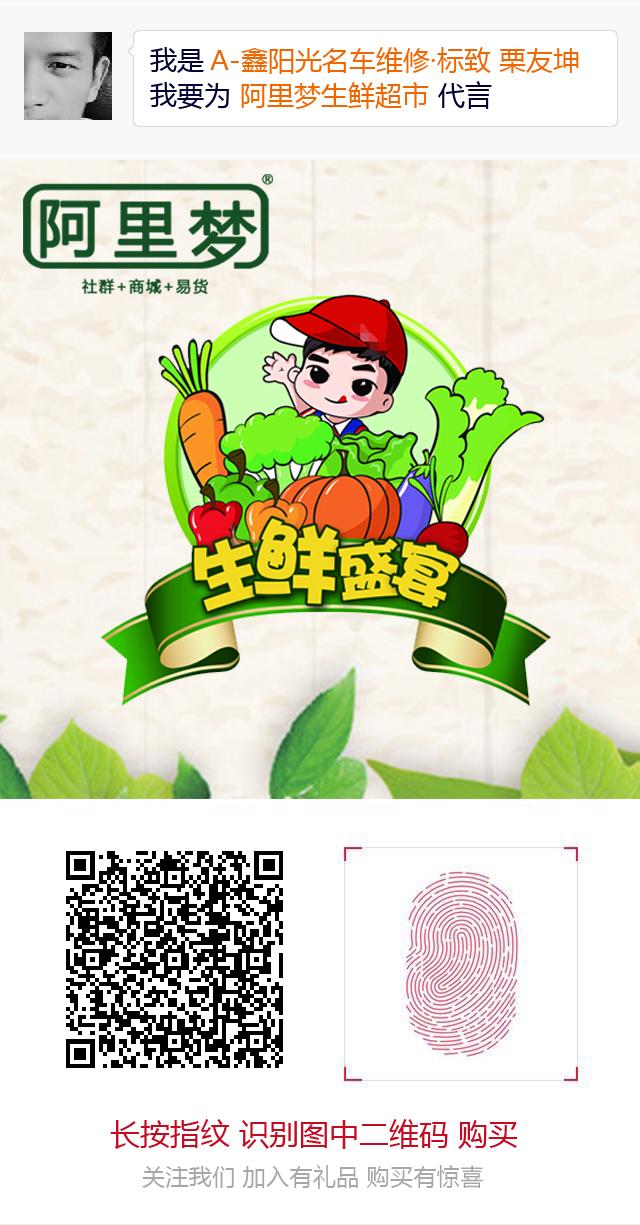 我是 A-鑫阳光名车维修·标致 栗友坤
我要为 阿里梦生鲜超市 代言
阿里梦®
社群+商城+易货
生鲜盛宴
长按指纹 识别图中二维码 购买
关注我们 加入有礼品 购买有惊喜